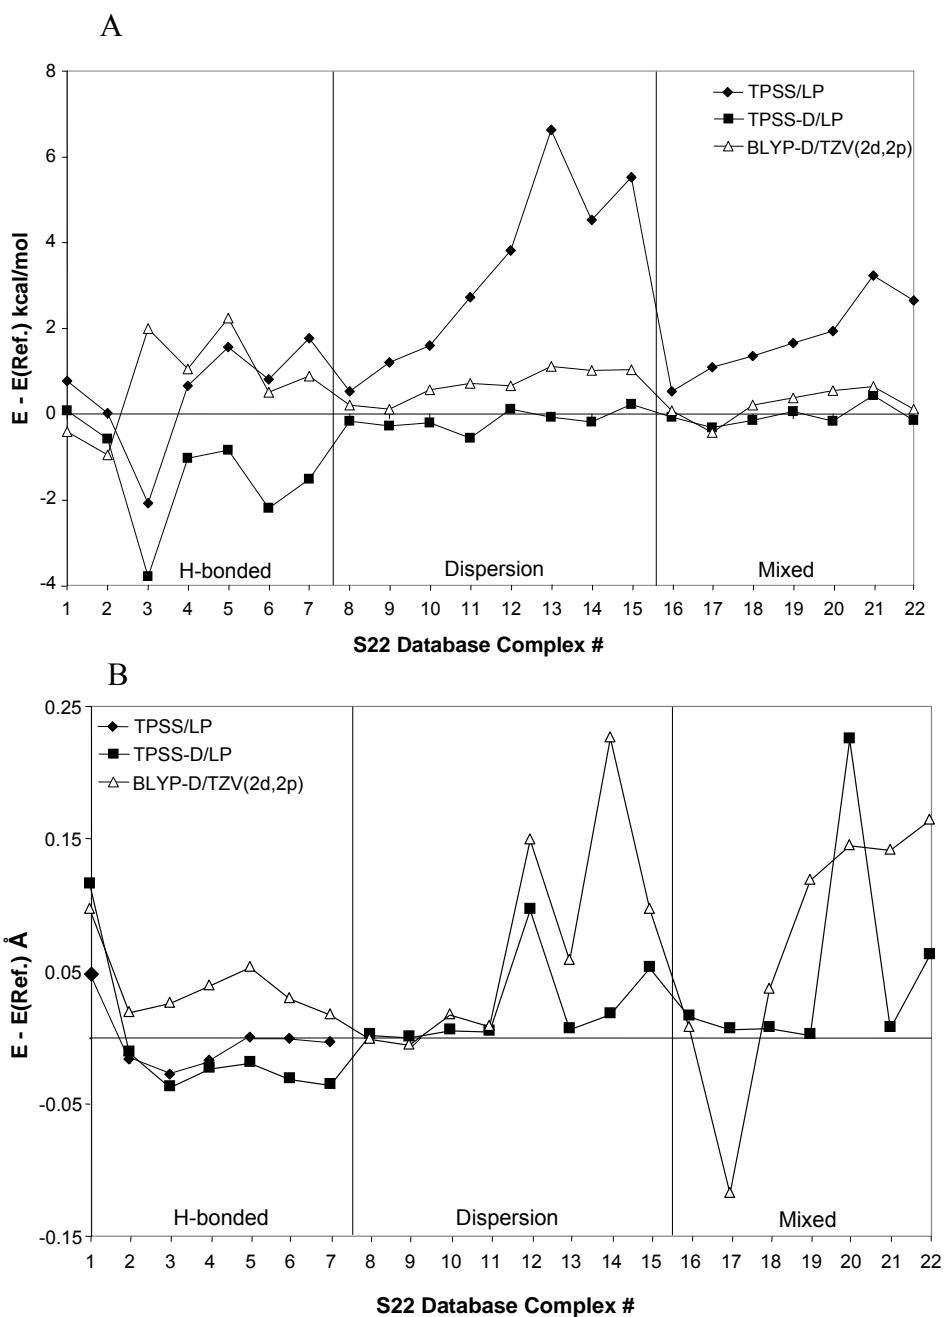 A
8
6
4
2
0
-2
-4
E - E(Ref.) kcal/mol
TPSS/LP
TPSS-D/LP
BLYP-D/TZV(2d,2p)
H-bonded Dispersion Mixed
1 2 3 4 5 6 7 8 9 10 11 12 13 14 15 16 17 18 19 20 21 22
S22 Database Complex #
B
0.25
0.15
0.05
-0.05
-0.15
E - E(Ref.) Å
TPSS/LP
TPSS-D/LP
BLYP-D/TZV(2d,2p)
H-bonded Dispersion Mixed
1 2 3 4 5 6 7 8 9 10 11 12 13 14 15 16 17 18 19 20 21 22
S22 Database Complex #